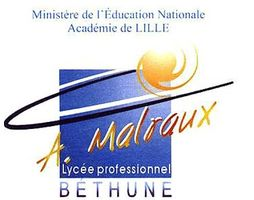 Ministère de l'Éducation Nationale
Académie de LILLE
A. Malraux
Lycée professionnel
BÉTHUNE